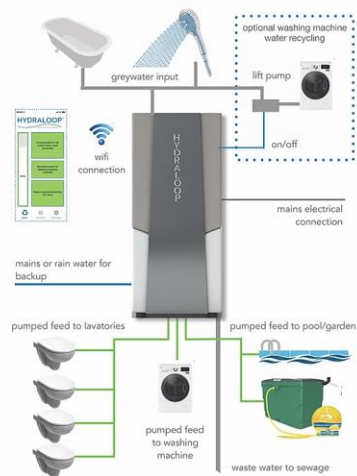 optional washing machine
water recycling
greywater input
lift pump
HYDRALOOP
wifi
connection
on/off
HYDRALOOP
mains electrical
connection
mains or rain water for
backup
pumped feed to lavatories
pumped feed to pool/garden
pumped feed
to washing
machine
waste water to sewage